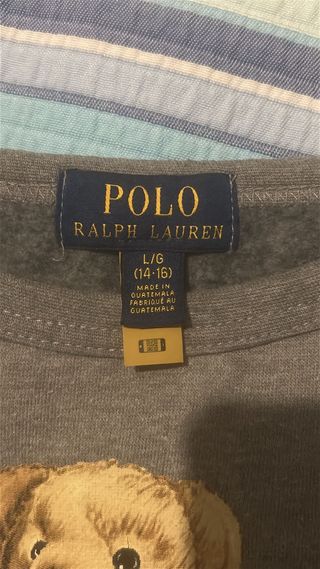 POLO
RALPH LAUREN
L/G
(14-16)
MADE IN
GUATEMALA
FABRIQUÉ AU
GUATEMALA